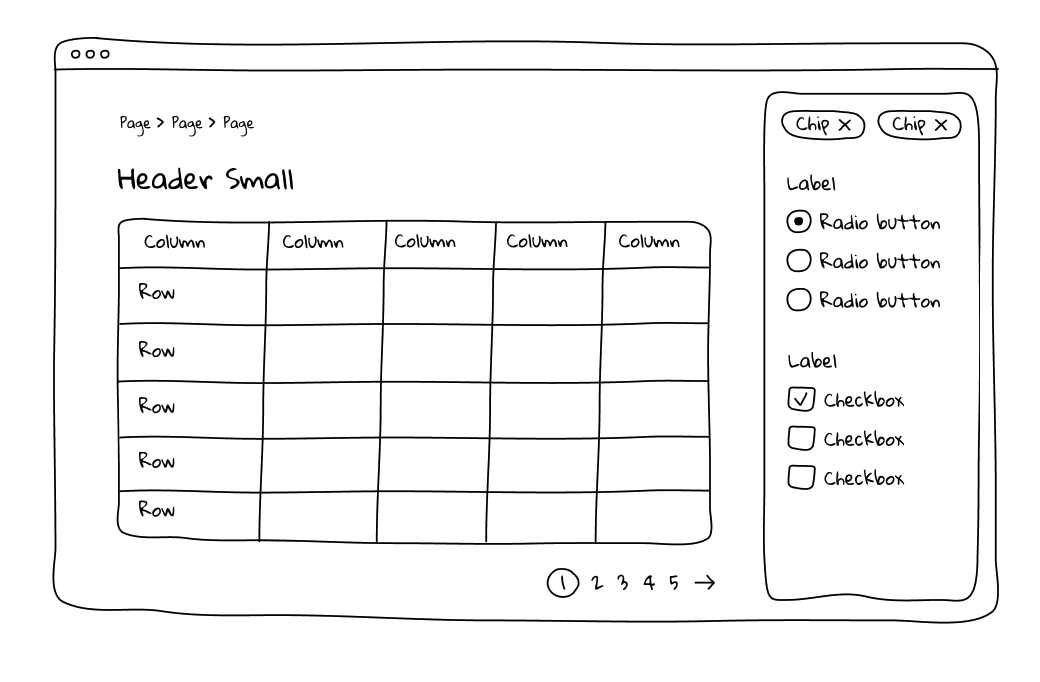 Page > Page > Page
Header Small
Column Column Column Column Column
Row
Row
Row
Row
Row
1 2 3 4 5 →
Chip X Chip X
Label
Radio button
Radio button
Radio button
Label
Checkbox
Checkbox
Checkbox